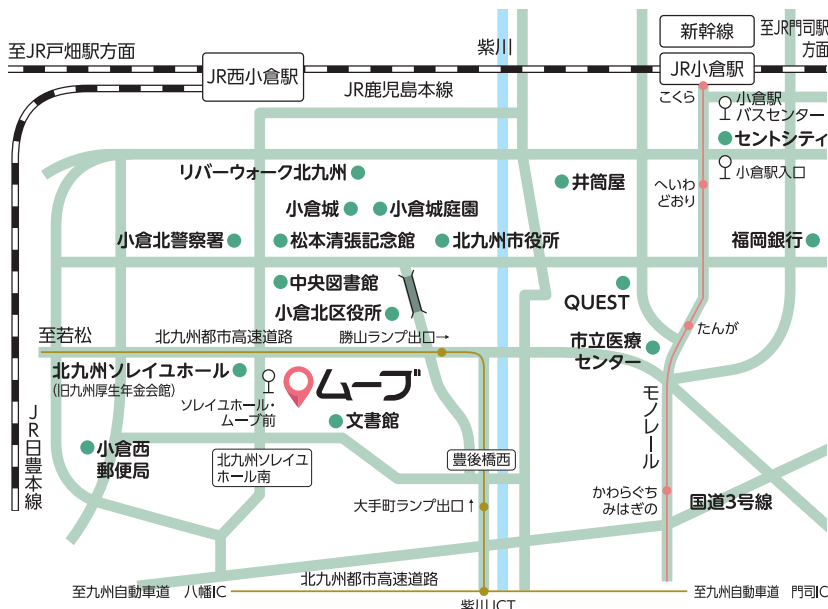 新幹線
至JR門司駅
方面
至JR戸畑駅方面
紫川
JR西小倉駅
JR小倉駅
JR鹿児島本線
こくら
小倉駅
バスセンター
セントシティ
リバーウォーク北九州
井筒屋
小倉駅入口
へいわ
どおり
小倉城
小倉城庭園
小倉北警察署
松本清張記念館
北九州市役所
福岡銀行
中央図書館
QUEST
小倉北区役所
至若松
北九州都市高速道路
勝山ランプ出口→
たんが
市立医療
センター
北九州ソレイユホール
(旧九州厚生年金会館)
ムーブ
ソレイユホール・
ムーブ前
文書館
モノレール
JR日豊本線
小倉西
郵便局
北九州ソレイユ
ホール南
豊後橋西
かわらぐち
みはぎの
国道3号線
大手町ランプ出口↑
北九州都市高速道路
至九州自動車道 八幡IC
至九州自動車道 門司IC
紫川JCT